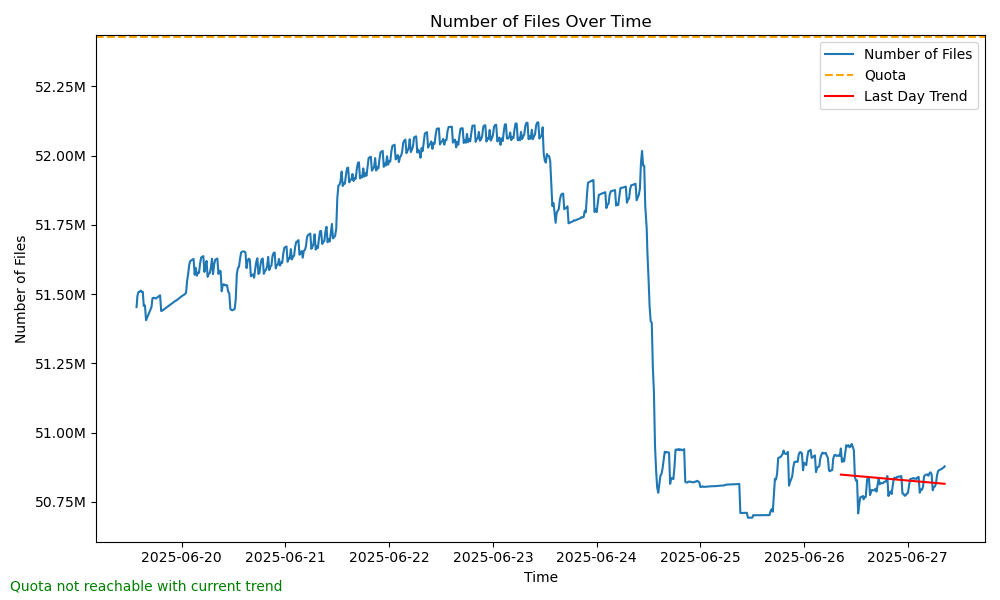 Number of Files Over Time
Number of Files
Quota
Last Day Trend
52.25M
52.00M
51.75M
51.50M
51.25M
51.00M
50.75M
Number of Files
2025-06-20
2025-06-21
2025-06-22
2025-06-23
2025-06-24
2025-06-25
2025-06-26
2025-06-27
Time
Quota not reachable with current trend